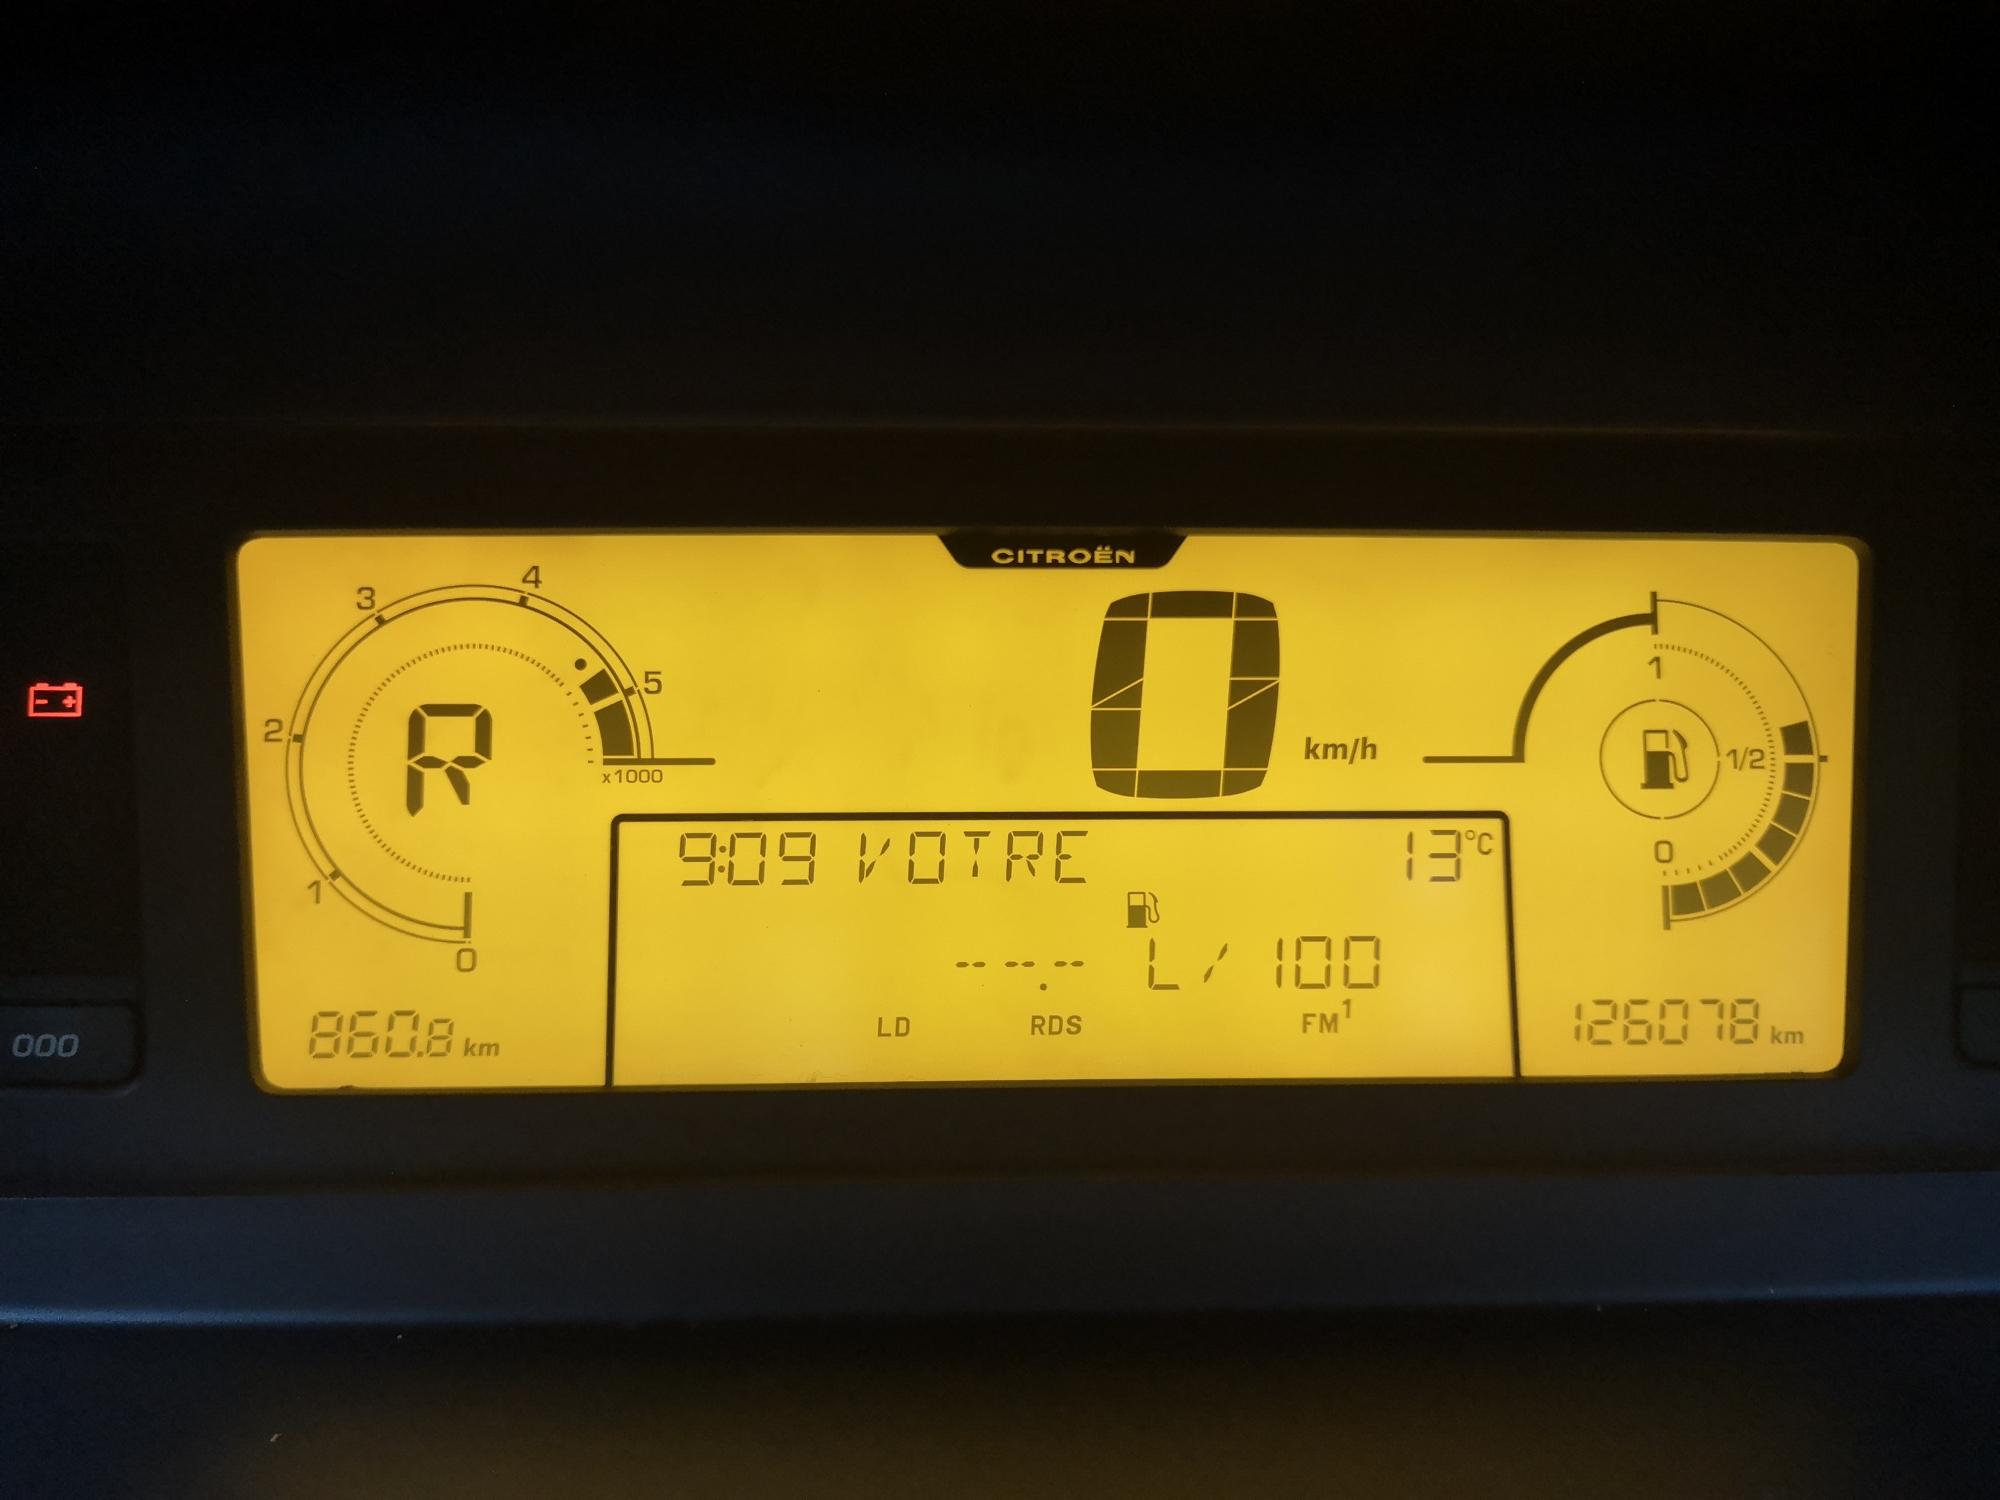 CITROËN
4
3
5
2
x1000
1
0
R
0
km/h
1
1/2
0
9:09 VOTRE
13°C
--.- L/100
LD RDS FM1
860.8 km
126078 km
000